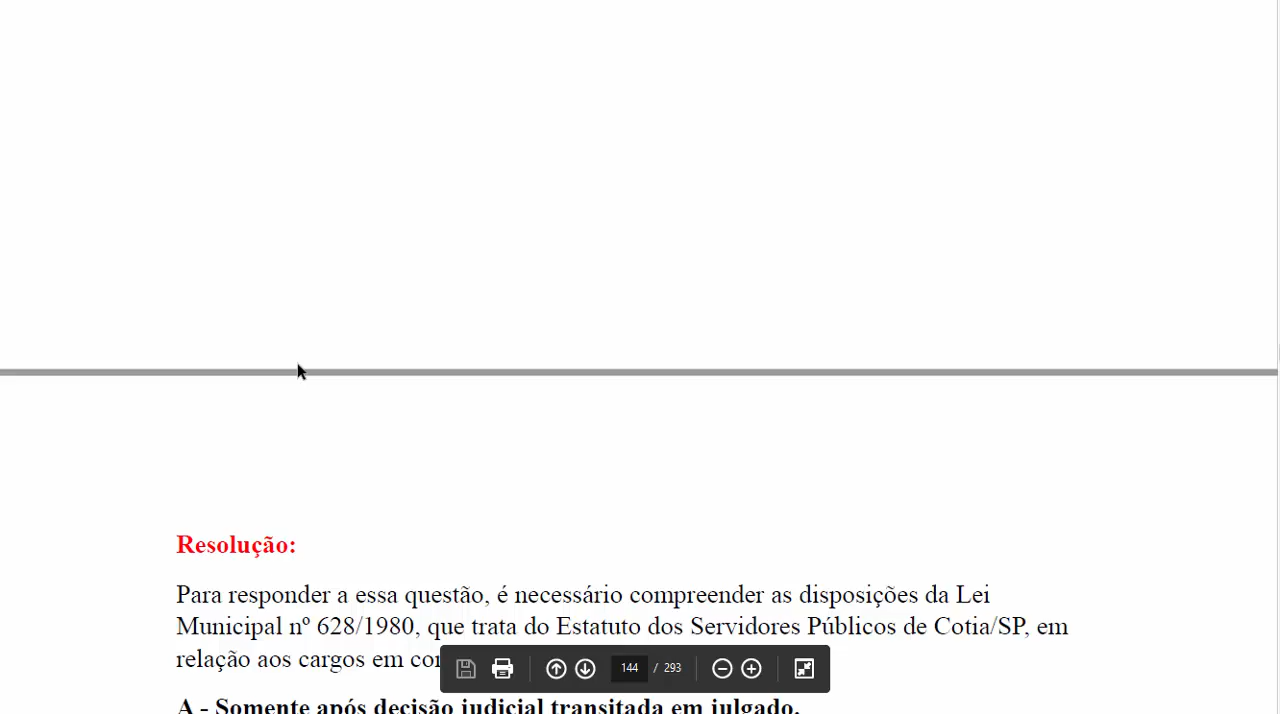 Resolução:
Para responder a essa questão, é necessário compreender as disposições da Lei
Municipal nº 628/1980, que trata do Estatuto dos Servidores Públicos de Cotia/SP, em
relação aos cargos em
144 / 293
A - Somente após decisão judicial transitada em julgado.